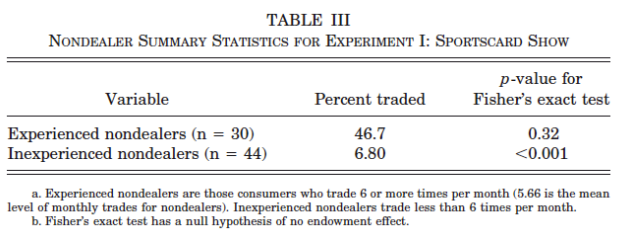 TABLE III
NONDEALER SUMMARY STATISTICS FOR EXPERIMENT I: SPORTSCARD SHOW
Variable Percent traded p-value for Fisher's exact test
Experienced nondealers (n = 30) 46.7 0.32
Inexperienced nondealers (n = 44) 6.80 <0.001
a. Experienced nondealers are those consumers who trade 6 or more times per month (5.66 is the mean
level of monthly trades for nondealers). Inexperienced nondealers trade less than 6 times per month.
b. Fisher's exact test has a null hypothesis of no endowment effect.